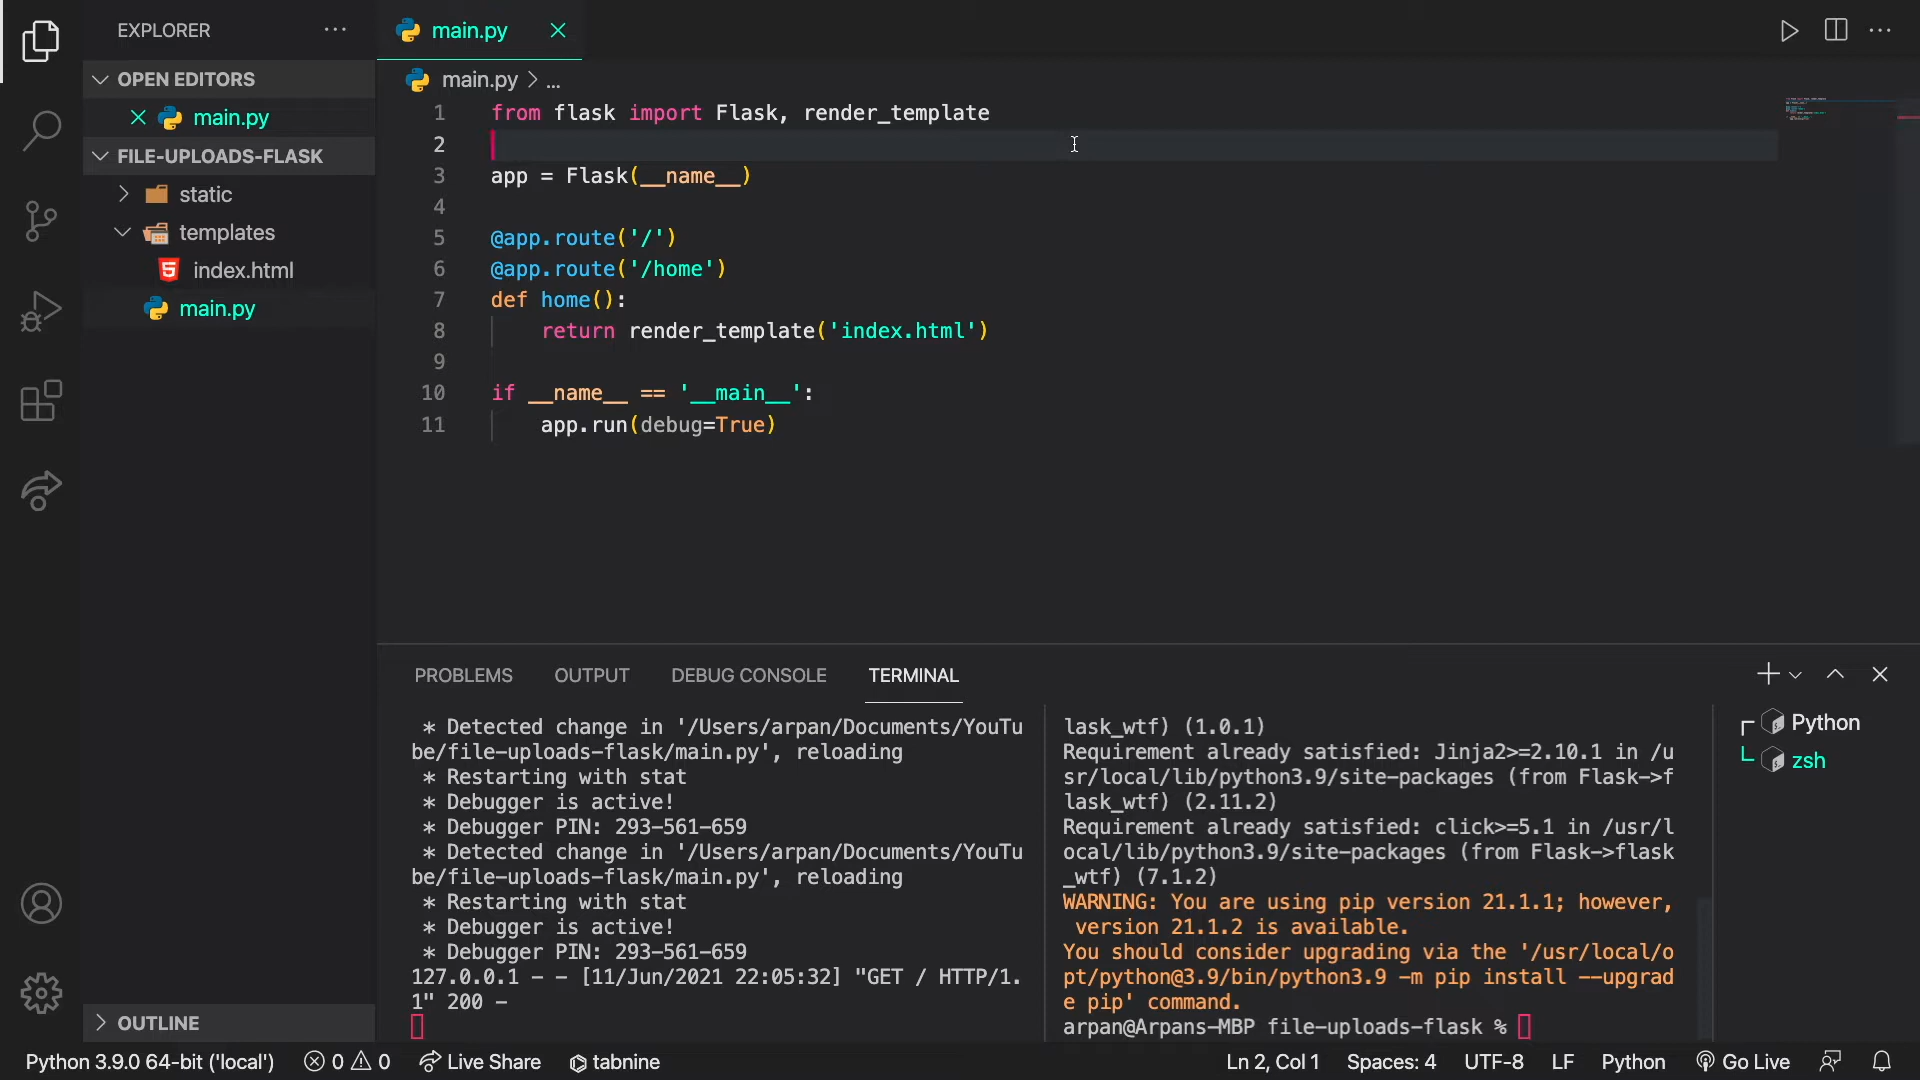 EXPLORER
OPEN EDITORS
main.py
FILE-UPLOADS-FLASK
static
templates
index.html
main.py
OUTLINE
main.py
main.py > ...
1 from flask import Flask, render_template
2
3 app = Flask(__name__)
4
5 @app.route('/')
6 @app.route('/home')
7 def home():
8 return render_template('index.html')
9
10 if __name__ == '__main__':
11 app.run(debug=True)
PROBLEMS OUTPUT DEBUG CONSOLE TERMINAL
* Detected change in '/Users/arpan/Documents/YouTu
be/file-uploads-flask/main.py', reloading
* Restarting with stat
* Debugger is active!
* Debugger PIN: 293-561-659
* Detected change in '/Users/arpan/Documents/YouTu
be/file-uploads-flask/main.py', reloading
* Restarting with stat
* Debugger is active!
* Debugger PIN: 293-561-659
127.0.0.1 - - [11/Jun/2021 22:05:32] "GET / HTTP/1.
1" 200 -
lask_wtf) (1.0.1)
Requirement already satisfied: Jinja2>=2.10.1 in /u
sr/local/lib/python3.9/site-packages (from Flask->f
lask_wtf) (2.11.2)
Requirement already satisfied: click>=5.1 in /usr/l
ocal/lib/python3.9/site-packages (from Flask->flask
_wtf) (7.1.2)
WARNING: You are using pip version 21.1.1; however,
version 21.1.2 is available.
You should consider upgrading via the '/usr/local/o
pt/python@3.9/bin/python3.9 -m pip install --upgrad
e pip' command.
arpan@Arpans-MBP file-uploads-flask %
Python
zsh
Python 3.9.0 64-bit ('local') 0 0 Live Share tabnine Ln 2, Col 1 Spaces: 4 UTF-8 LF Python Go Live